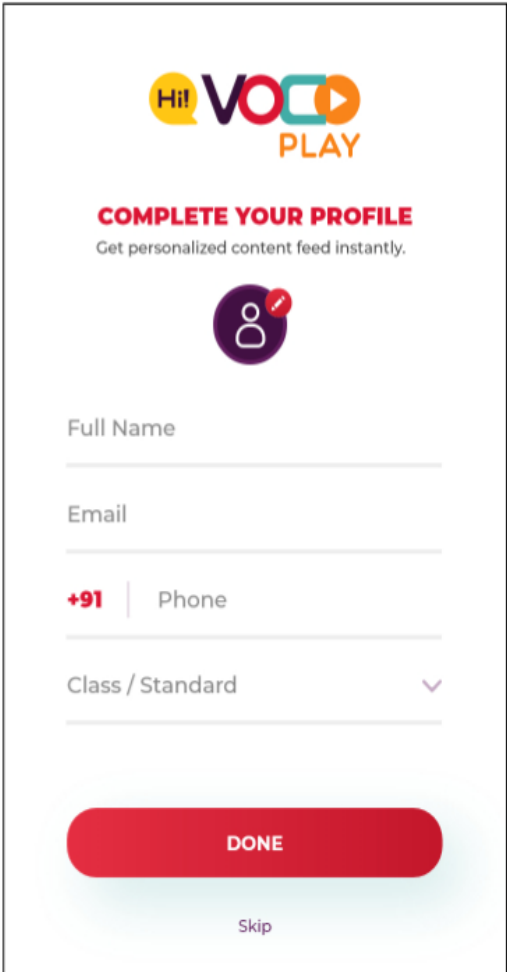 Hi! VOCO
PLAY
COMPLETE YOUR PROFILE
Get personalized content feed instantly.
Full Name
Email
+91 Phone
Class / Standard
DONE
Skip